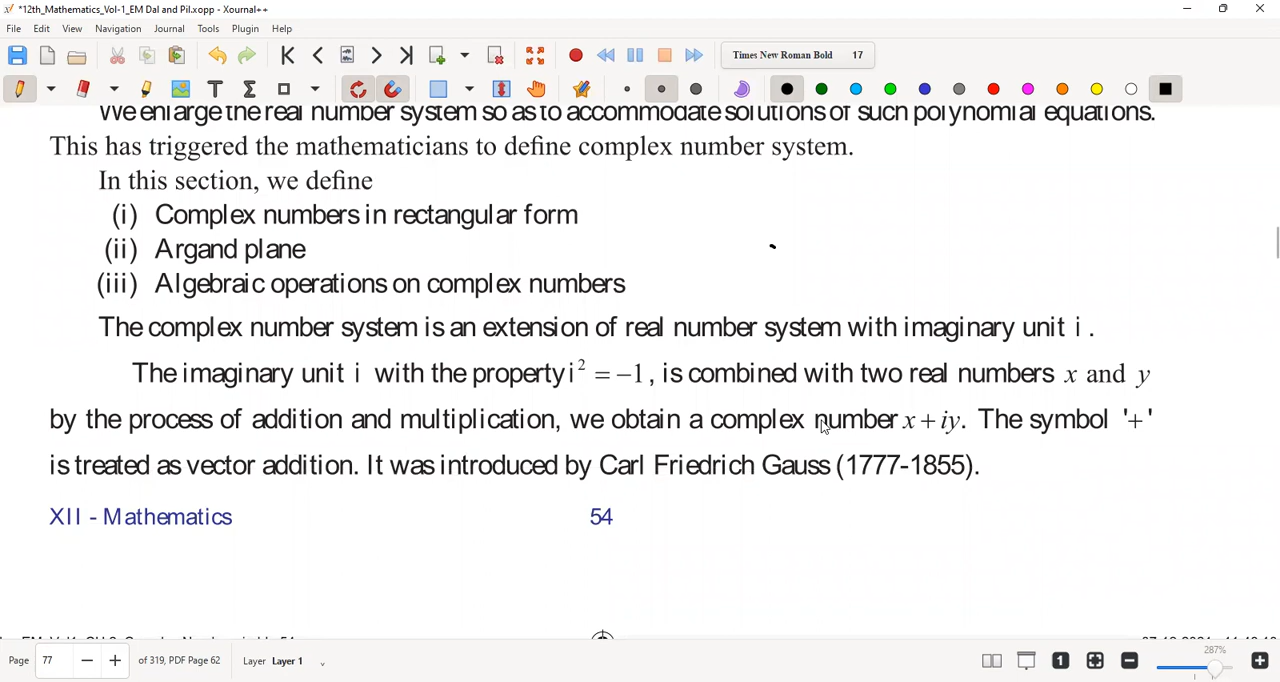 *12th_Mathematics_Vol-1_EM Dal and Pil.xopp - Xournal++
File Edit View Navigation Journal Tools Plugin Help
Times New Roman Bold 17
We enlarge the real number system so as to accommodate solutions of such polynomial equations.
This has triggered the mathematicians to define complex number system.
In this section, we define
(i) Complex numbers in rectangular form
(ii) Argand plane
(iii) Algebraic operations on complex numbers
The complex number system is an extension of real number system with imaginary unit i .
The imaginary unit i with the property i² = −1, is combined with two real numbers x and y
by the process of addition and multiplication, we obtain a complex number x + iy. The symbol '+'
is treated as vector addition. It was introduced by Carl Friedrich Gauss (1777-1855).
XII - Mathematics 54
Page 77 of 319, PDF Page 62 Layer Layer 1 287%